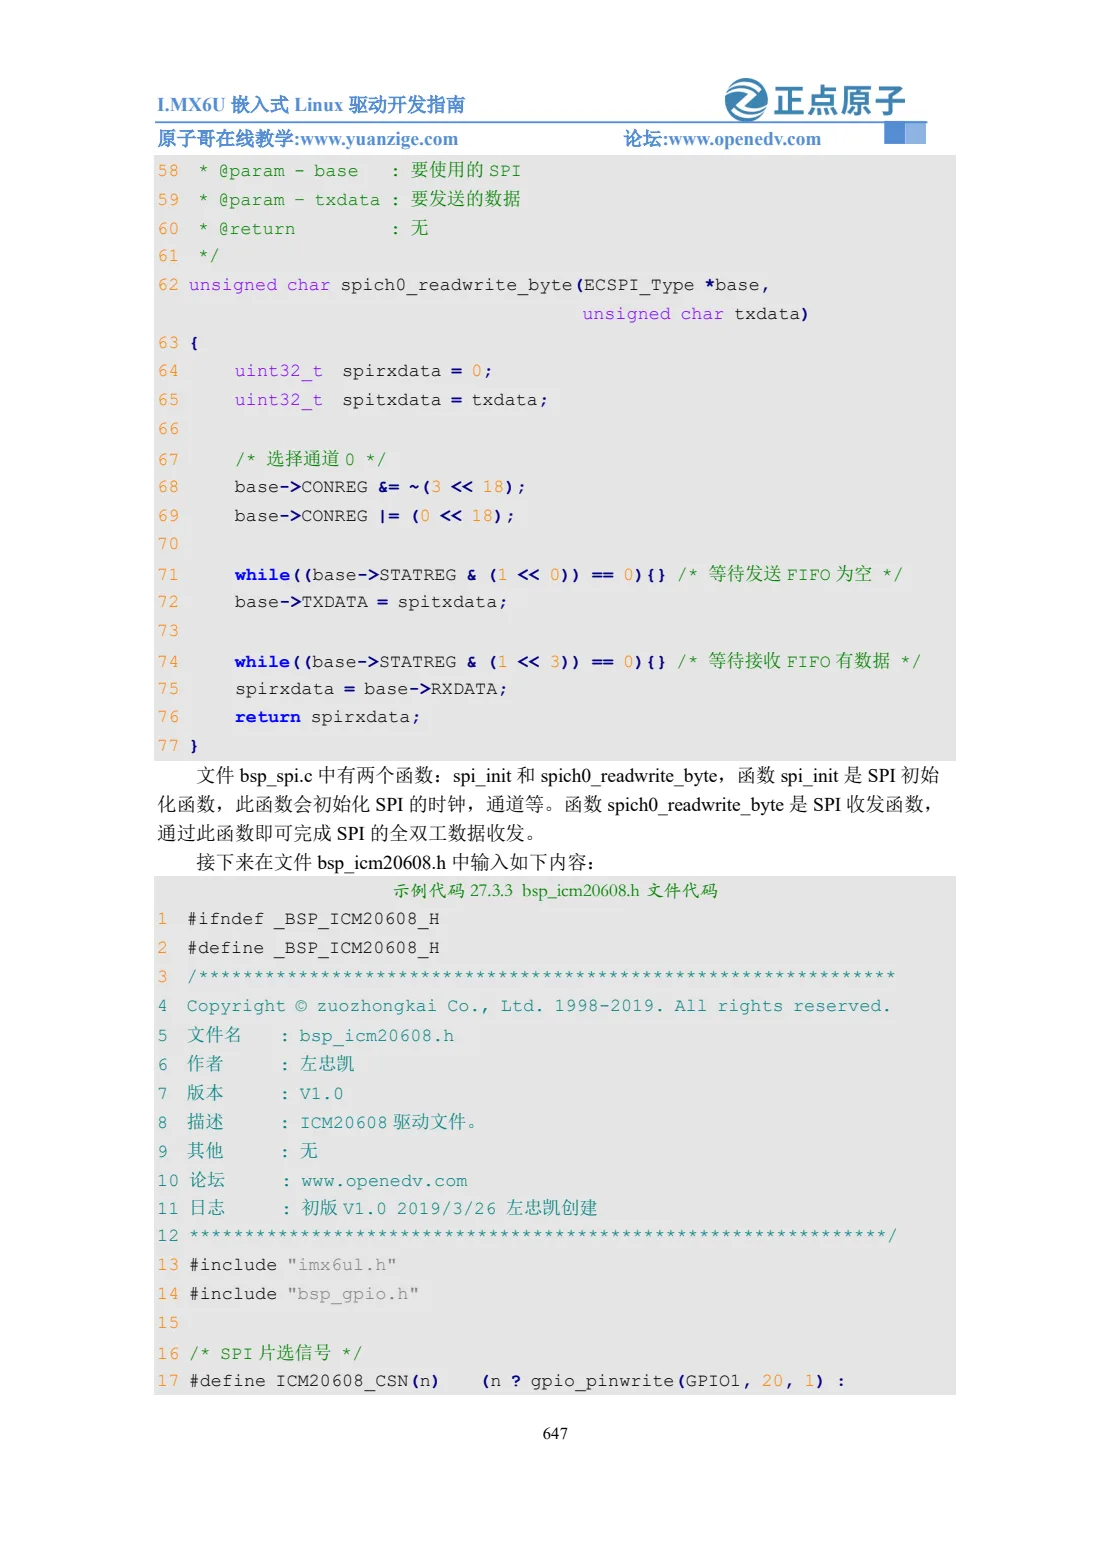 I.MX6U 嵌入式 Linux 驱动开发指南
正点原子
原子哥在线教学:www.yuanzige.com 论坛:www.openedv.com
58  * @param - base   : 要使用的 SPI
59  * @param – txdata : 要发送的数据
60  * @return         : 无
61  */
62 unsigned char spich0_readwrite_byte(ECSPI_Type *base,
unsigned char txdata)
63 {
64     uint32_t  spirxdata = 0;
65     uint32_t  spitxdata = txdata;
66
67     /* 选择通道 0 */
68     base->CONREG &= ~(3 << 18);
69     base->CONREG |= (0 << 18);
70
71     while((base->STATREG & (1 << 0)) == 0){} /* 等待发送 FIFO 为空 */
72     base->TXDATA = spitxdata;
73
74     while((base->STATREG & (1 << 3)) == 0){} /* 等待接收 FIFO 有数据 */
75     spirxdata = base->RXDATA;
76     return spirxdata;
77 }
文件 bsp_spi.c 中有两个函数：spi_init 和 spich0_readwrite_byte，函数 spi_init 是 SPI 初始
化函数，此函数会初始化 SPI 的时钟，通道等。函数 spich0_readwrite_byte 是 SPI 收发函数，
通过此函数即可完成 SPI 的全双工数据收发。
接下来在文件 bsp_icm20608.h 中输入如下内容：
示例代码 27.3.3 bsp_icm20608.h 文件代码
1  #ifndef _BSP_ICM20608_H
2  #define _BSP_ICM20608_H
3  /***************************************************************
4  Copyright © zuozhongkai Co., Ltd. 1998-2019. All rights reserved.
5  文件名   : bsp_icm20608.h
6  作者     : 左忠凯
7  版本     : V1.0
8  描述     : ICM20608 驱动文件。
9  其他     : 无
10 论坛     : www.openedv.com
11 日志     : 初版 V1.0 2019/3/26 左忠凯创建
12 ***************************************************************/
13 #include "imx6ul.h"
14 #include "bsp_gpio.h"
15
16 /* SPI 片选信号 */
17 #define ICM20608_CSN(n)    (n ? gpio_pinwrite(GPIO1, 20, 1) :
647